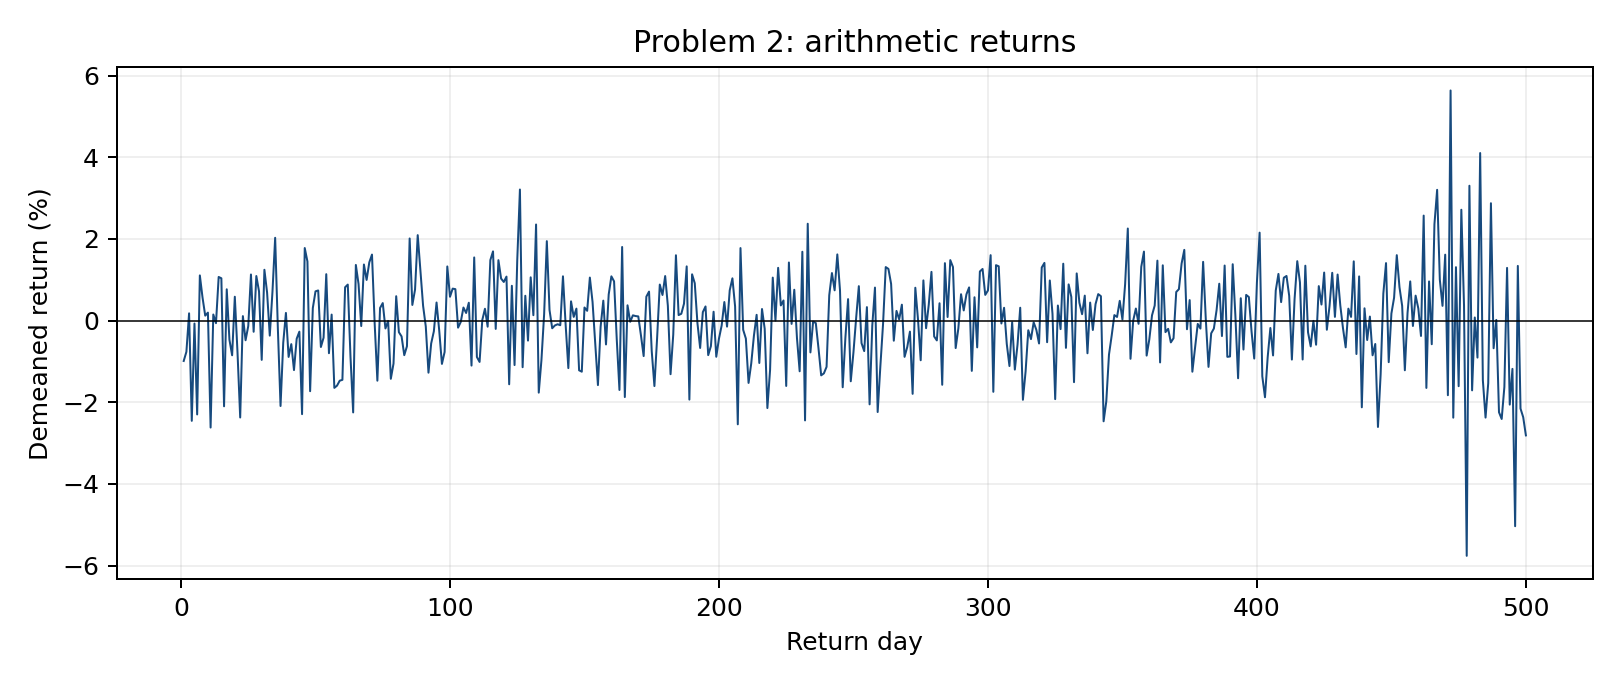 Problem 2: arithmetic returns
Demeaned return (%)
6
4
2
0
−2
−4
−6
0 100 200 300 400 500
Return day